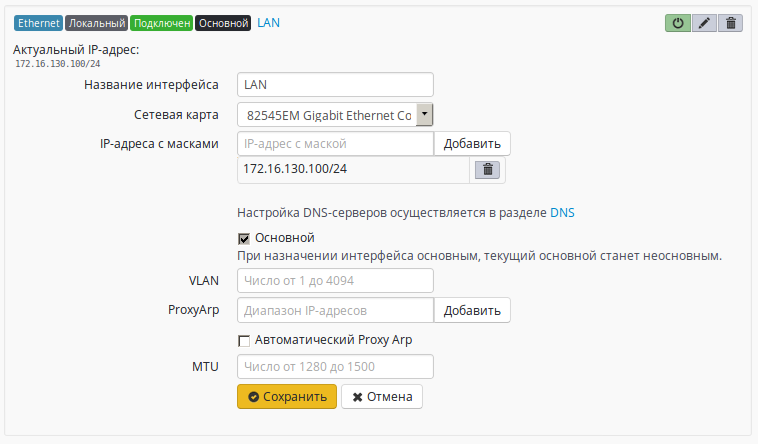 Ethernet Локальный Подключен Основной LAN
Актуальный IP-адрес:
172.16.130.100/24
Название интерфейса LAN
Сетевая карта 82545EM Gigabit Ethernet Co
IP-адреса с масками IP-адрес с маской Добавить
172.16.130.100/24
Настройка DNS-серверов осуществляется в разделе DNS
Основной
При назначении интерфейса основным, текущий основной станет неосновным.
VLAN Число от 1 до 4094
ProxyArp Диапазон IP-адресов Добавить
Автоматический Proxy Arp
MTU Число от 1280 до 1500
Сохранить Отмена